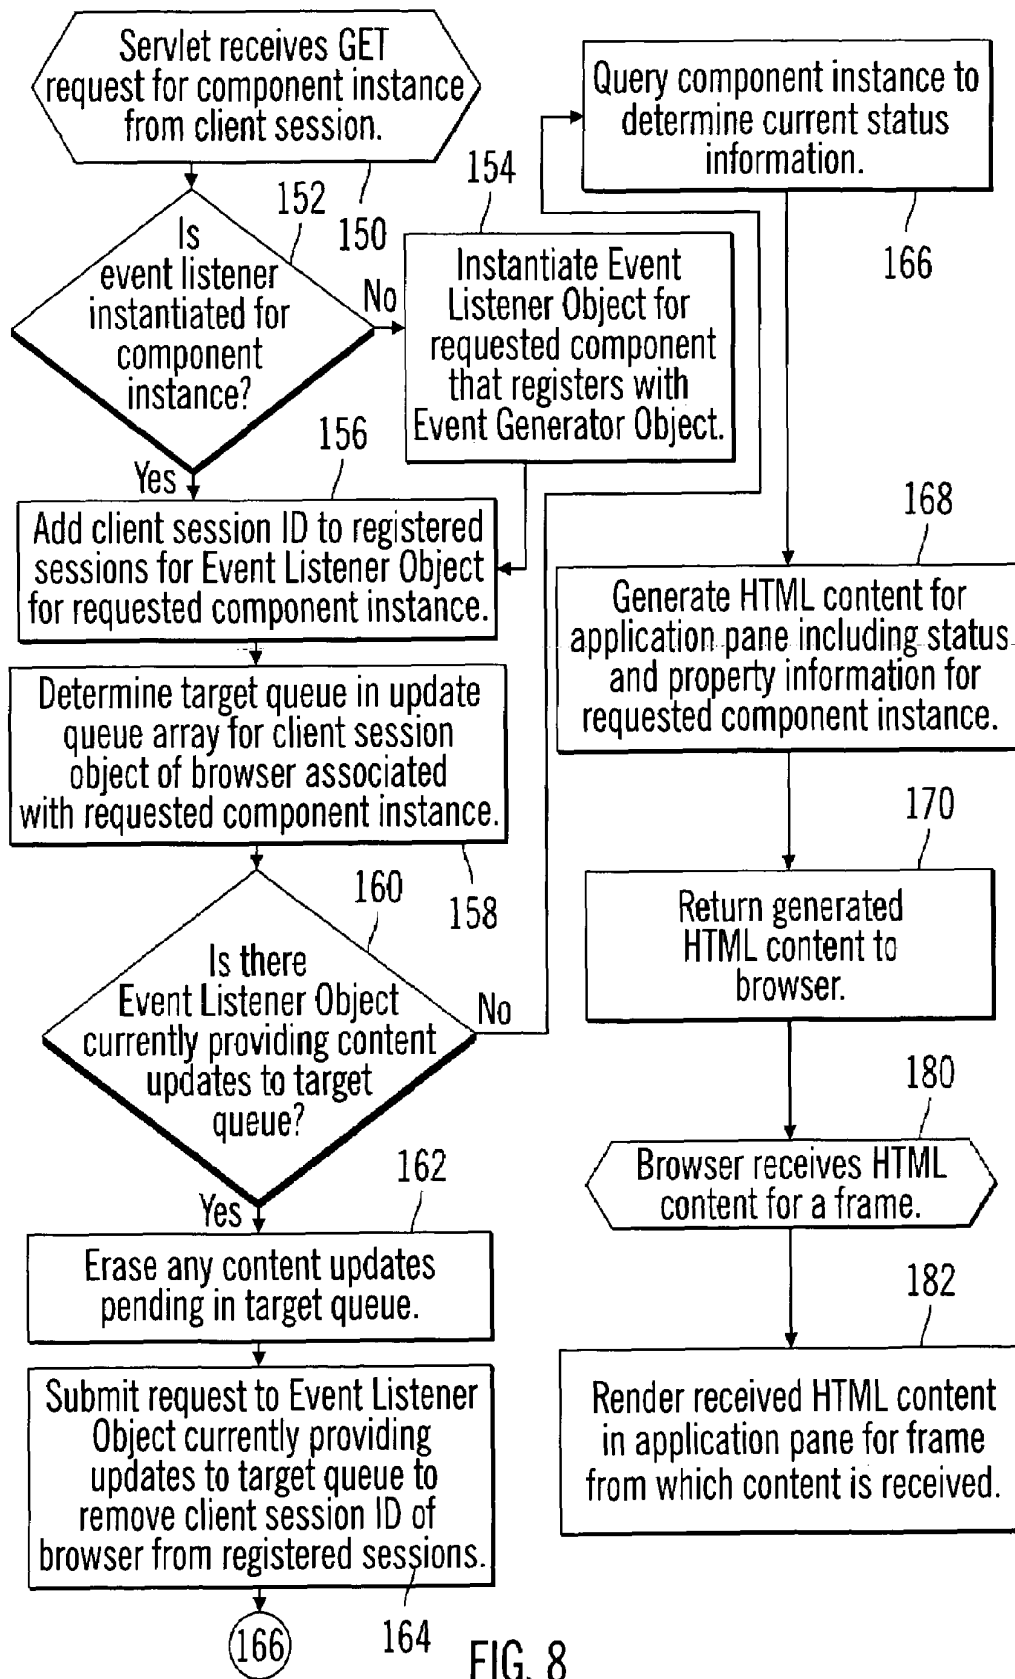 Servlet receives GET
request for component instance
from client session.
150
152
Is
event listener
instantiated for
component
instance?
No
Yes
154
Instantiate Event
Listener Object for
requested component
that registers with
Event Generator Object.
156
Add client session ID to registered
sessions for Event Listener Object
for requested component instance.
Determine target queue in update
queue array for client session
object of browser associated
with requested component instance.
158
160
Is there
Event Listener Object
currently providing content
updates to target
queue?
No
Yes
162
Erase any content updates
pending in target queue.
Submit request to Event Listener
Object currently providing
updates to target queue to
remove client session ID of
browser from registered sessions.
164
166
Query component instance to
determine current status
information.
166
168
Generate HTML content for
application pane including status
and property information for
requested component instance.
170
Return generated
HTML content to
browser.
180
Browser receives HTML
content for a frame.
182
Render received HTML content
in application pane for frame
from which content is received.
FIG. 8